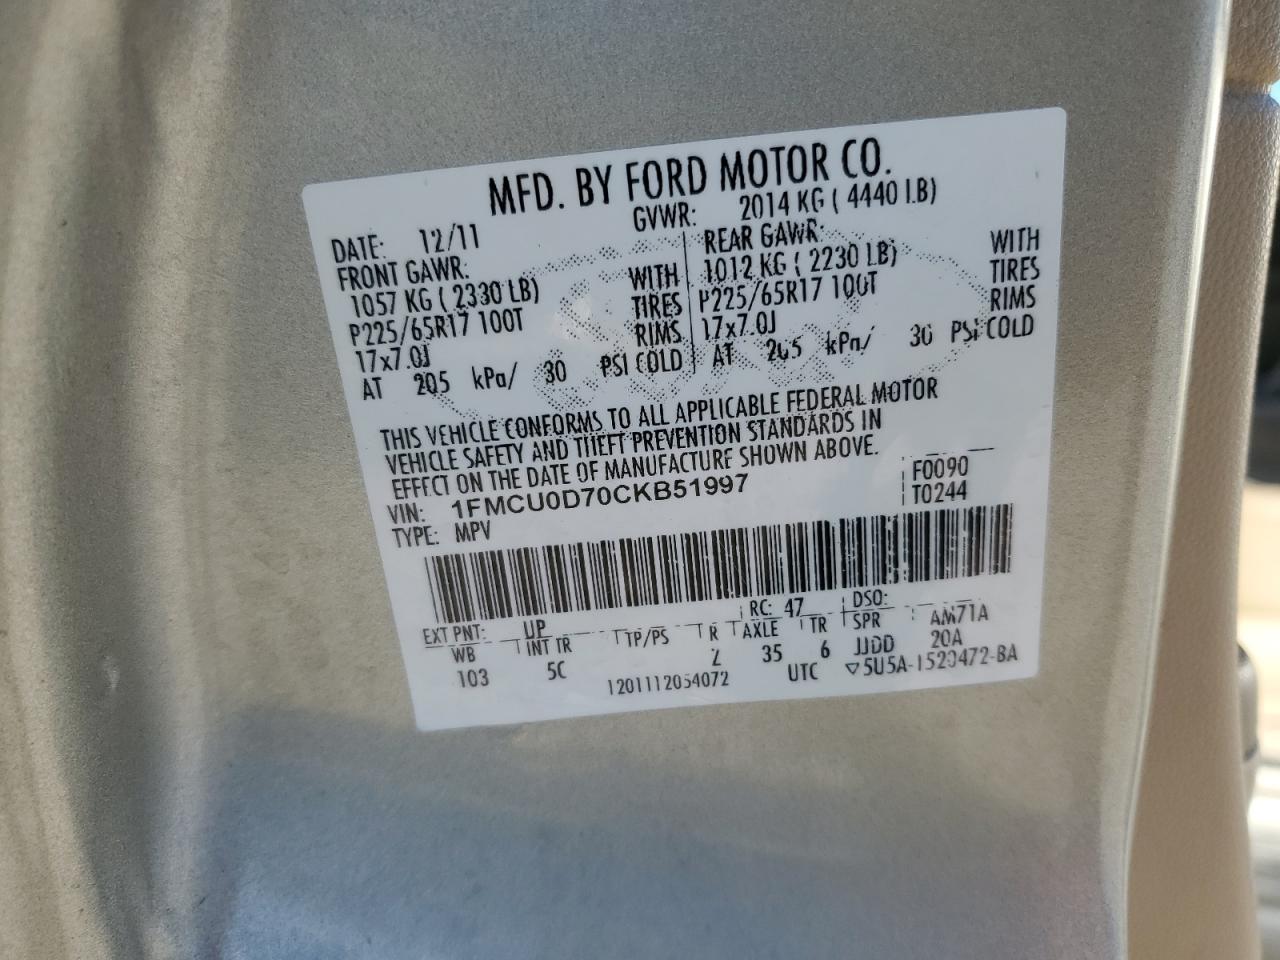 MFD. BY FORD MOTOR CO.
DATE: 12/11 GVWR: 2014 KG ( 4440 LB)
FRONT GAWR: REAR GAWR:
1057 KG ( 2330 LB) WITH 1012 KG ( 2230 LB) WITH
P225/65R17 100T TIRES P225/65R17 100T TIRES
17x7.0J RIMS 17x7.0J RIMS
AT 205 kPa/ 30 PSI COLD AT 205 kPa/ 30 PSI COLD
THIS VEHICLE CONFORMS TO ALL APPLICABLE FEDERAL MOTOR
VEHICLE SAFETY AND THEFT PREVENTION STANDARDS IN
EFFECT ON THE DATE OF MANUFACTURE SHOWN ABOVE.
VIN: 1FMCU0D70CKB51997 F0090
TYPE: MPV T0244
EXT PNT: UP RC: 47 DSO:
WB INT TR TP/PS R AXLE TR SPR AM71A
103 5C 2 35 6 JJDD 20A
1201112054072 UTC ▽5U5A-1520472-BA